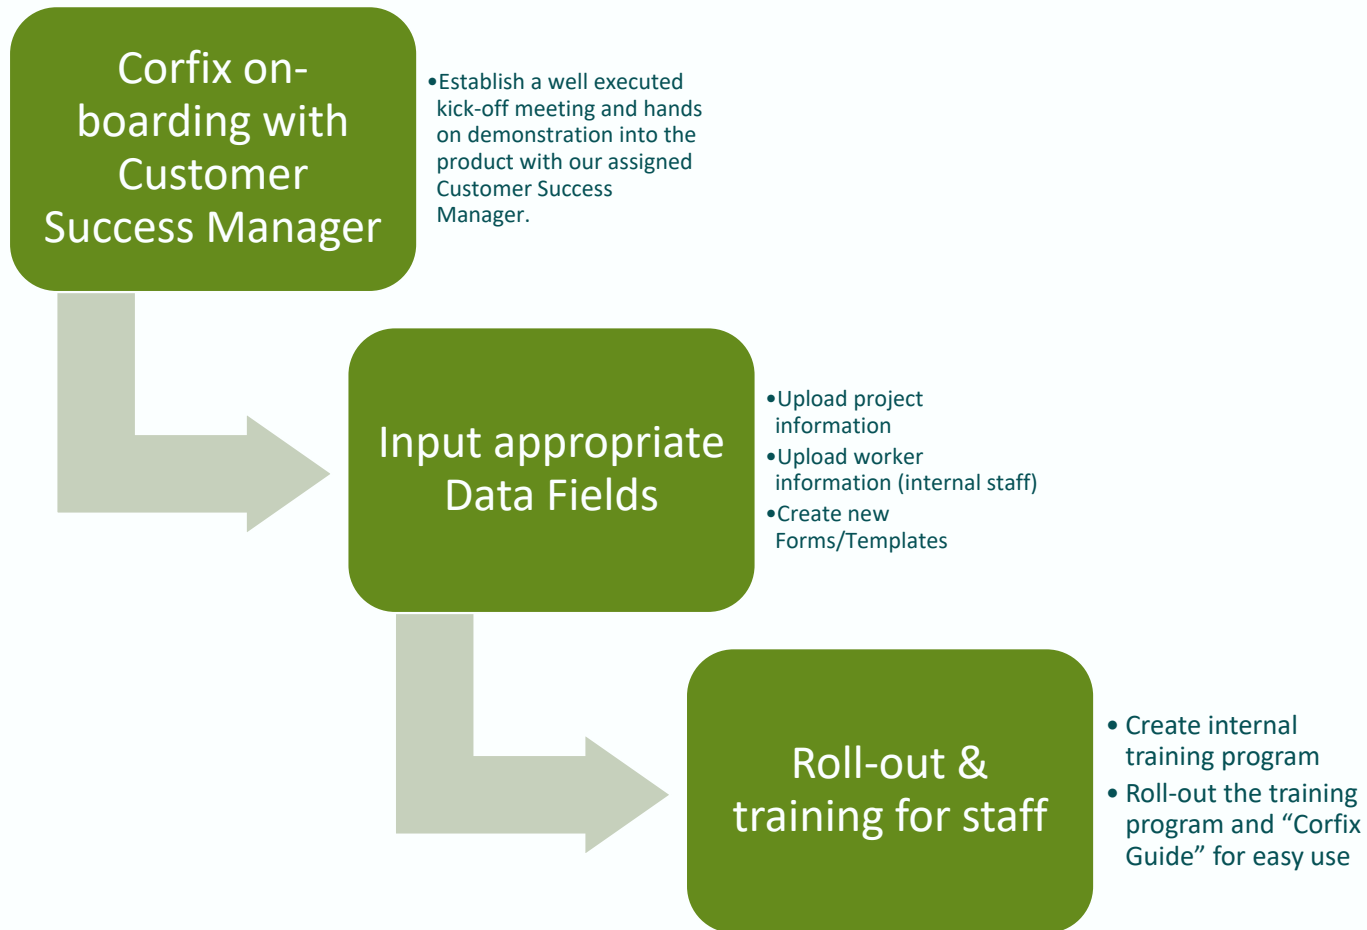 Corfix on-
boarding with
Customer
Success Manager
•Establish a well executed
kick-off meeting and hands
on demonstration into the
product with our assigned
Customer Success
Manager.
Input appropriate
Data Fields
•Upload project
information
•Upload worker
information (internal staff)
•Create new
Forms/Templates
Roll-out &
training for staff
• Create internal
training program
• Roll-out the training
program and “Corfix
Guide” for easy use